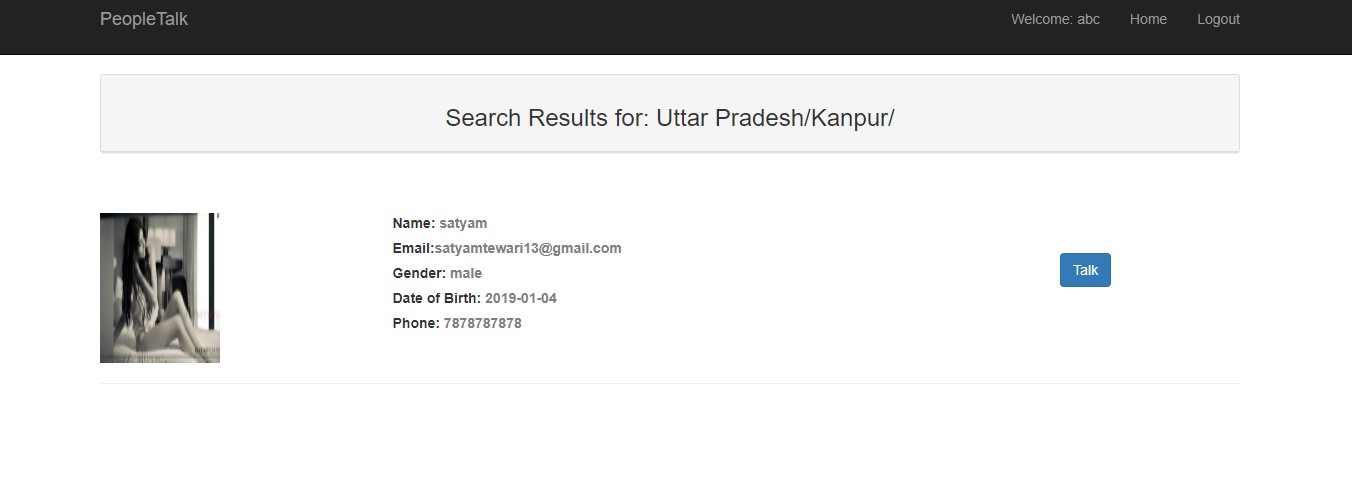 PeopleTalk Welcome: abc Home Logout
Search Results for: Uttar Pradesh/Kanpur/
Name: satyam
Email:satyamtewari13@gmail.com
Gender: male
Talk
Date of Birth: 2019-01-04
Phone: 7878787878